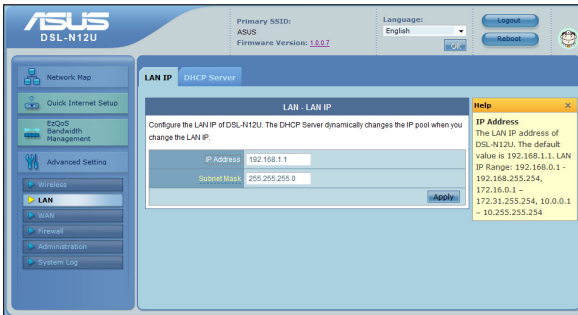 ASUS
DSL-N12U
Primary SSID:
ASUS
Firmware Version: 1.0.0.7
Language:
English
OK
Logout
Reboot
Network Map
Quick Internet Setup
EzQoS
Bandwidth
Management
Advanced Setting
Wireless
LAN
WAN
Firewall
Administration
System Log
LAN IP
DHCP Server
LAN - LAN IP
Configure the LAN IP of DSL-N12U. The DHCP Server dynamically changes the IP pool when you
change the LAN IP.
IP Address
192.168.1.1
Subnet Mask
255.255.255.0
Apply
Help
×
IP Address
The LAN IP address of
DSL-N12U. The default
value is 192.168.1.1. LAN
IP Range: 192.168.0.1 -
192.168.255.254,
172.16.0.1 –
172.31.255.254, 10.0.0.1
– 10.255.255.254